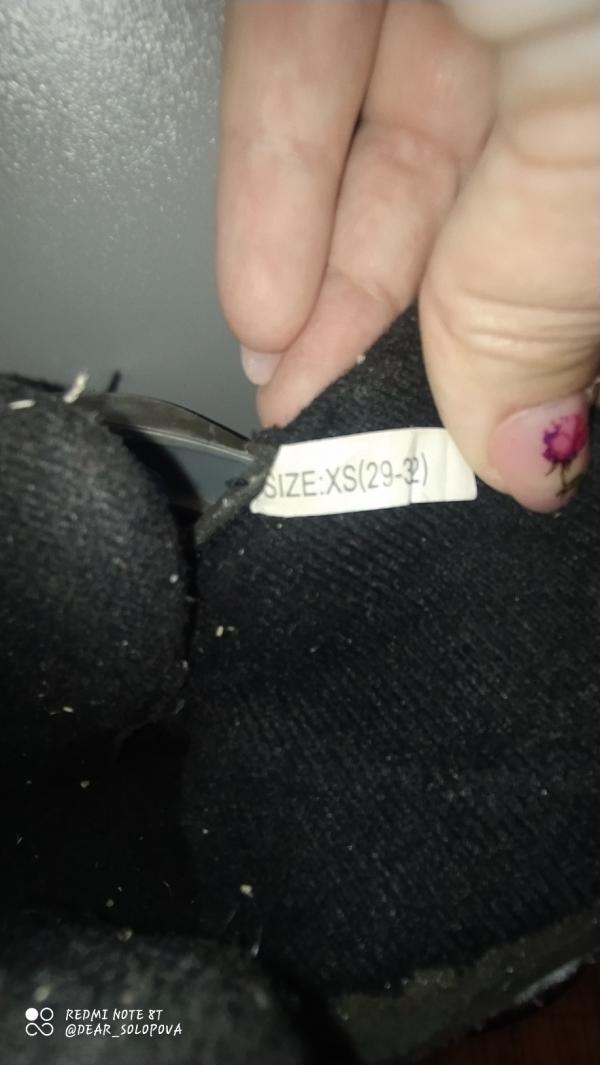 SIZE:XS(29-32)
REDMI NOTE 8T
@DEAR_SOLOPOVA